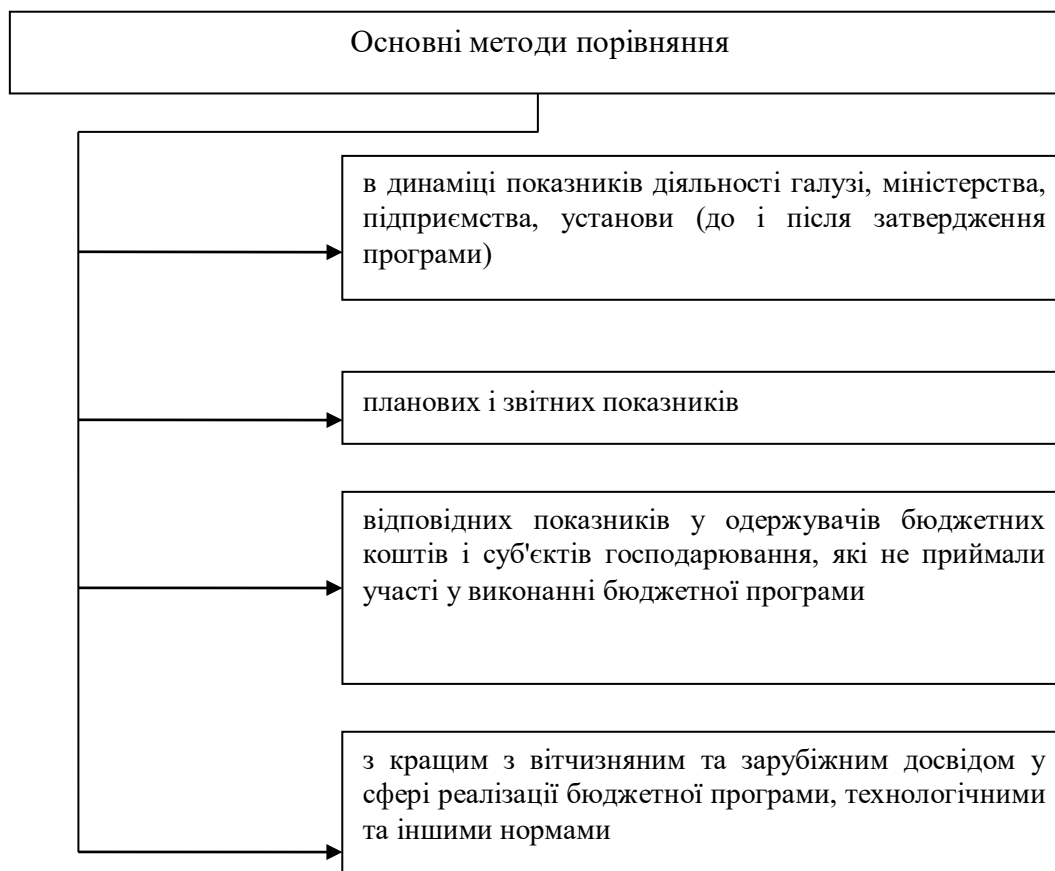 Основні методи порівняння
в динаміці показників діяльності галузі, міністерства,
підприємства, установи (до і після затвердження
програми)
планових і звітних показників
відповідних показників у одержувачів бюджетних
коштів і суб'єктів господарювання, які не приймали
участі у виконанні бюджетної програми
з кращим з вітчизняним та зарубіжним досвідом у
сфері реалізації бюджетної програми, технологічними
та іншими нормами